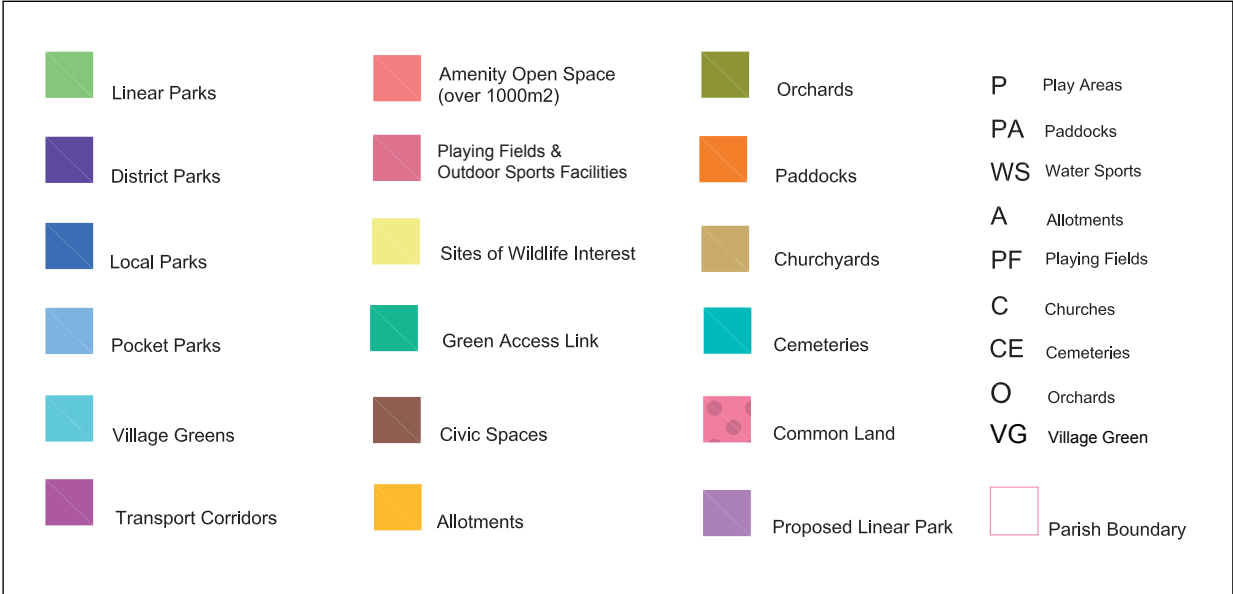 Linear Parks
District Parks
Local Parks
Pocket Parks
Village Greens
Transport Corridors
Amenity Open Space
(over 1000m2)
Playing Fields &
Outdoor Sports Facilities
Sites of Wildlife Interest
Green Access Link
Civic Spaces
Allotments
Orchards
Paddocks
Churchyards
Cemeteries
Common Land
Proposed Linear Park
P Play Areas
PA Paddocks
WS Water Sports
A Allotments
PF Playing Fields
C Churches
CE Cemeteries
O Orchards
VG Village Green
Parish Boundary